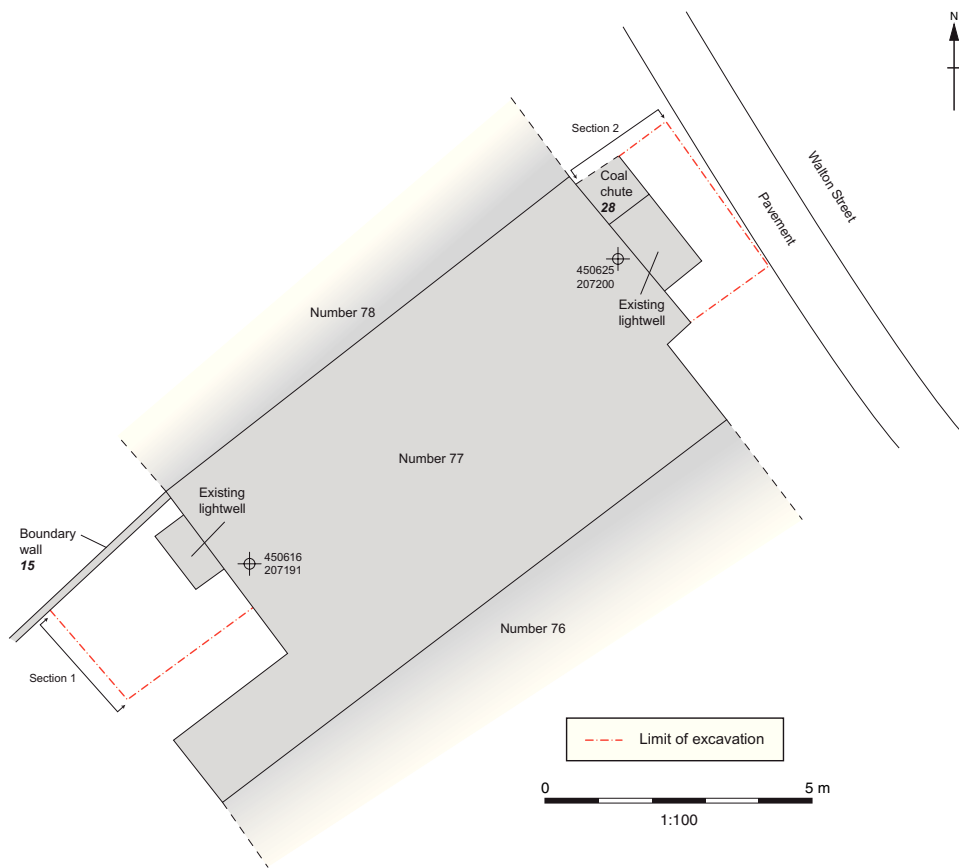 N
Section 2
Walton Street
Coal
chute
28
Pavement
450625
207200
Existing
lightwell
Number 78
Number 77
Existing
lightwell
Boundary
wall
15
450616
207191
Number 76
Section 1
Limit of excavation
0 5 m
1:100